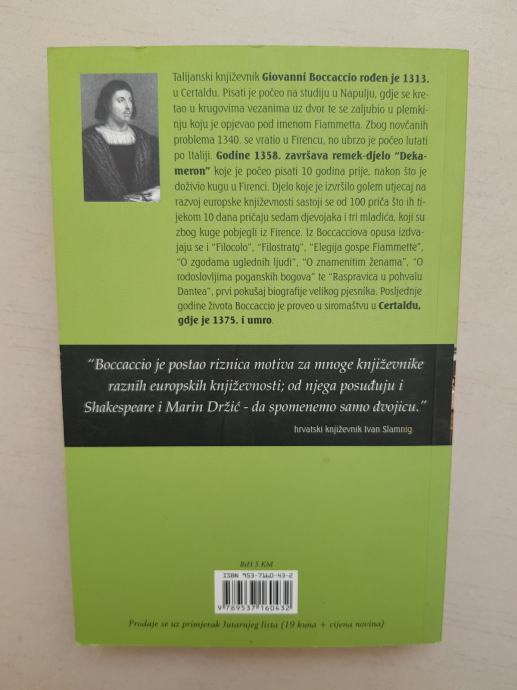 Talijanski književnik Giovanni Boccaccio rođen je 1313.
u Certaldu. Pisati je počeo na studiju u Napulju, gdje se kre-
tao u krugovima vezanima uz dvor te se zaljubio u plemki-
nju koju je opjevao pod imenom Fiammetta. Zbog novčanih
problema 1340. se vratio u Firencu, no ubrzo je počeo lutati
po Italiji. Godine 1358. završava remek-djelo "Deka-
meron" koje je počeo pisati 10 godina prije, nakon što je
doživio kugu u Firenci. Djelo koje je izvršilo golem utjecaj na
razvoj europske književnosti sastoji se od 100 priča što ih ti-
jekom 10 dana pričaju sedam djevojaka i tri mladića, koji su
zbog kuge pobjegli iz Firence. Iz Boccacciova opusa izdva-
jaju se i "Filocolo", "Filostratg", "Elegija gospe Fiammette",
"O zgodama uglednih ljudi", "O znamenitim ženama", "O
rodoslovljima poganskih bogova" te "Raspravica u pohvalu
Dantea", prvi pokušaj biografije velikog pjesnika. Posljednje
godine života Boccaccio je proveo u siromaštvu u Certaldu,
gdje je 1375. i umro.
"Boccaccio je postao riznica motiva za mnoge književnike
raznih europskih književnosti; od njega posuđuju i
Shakespeare i Marin Držić - da spomenemo samo dvojicu."
hrvatski književnik Ivan Slamnig
BiH 5 KM
ISBN 953-7160-43-2
9 789537 160432
Prodaje se uz primjerak Jutarnjeg lista (19 kuna + cijena novina)